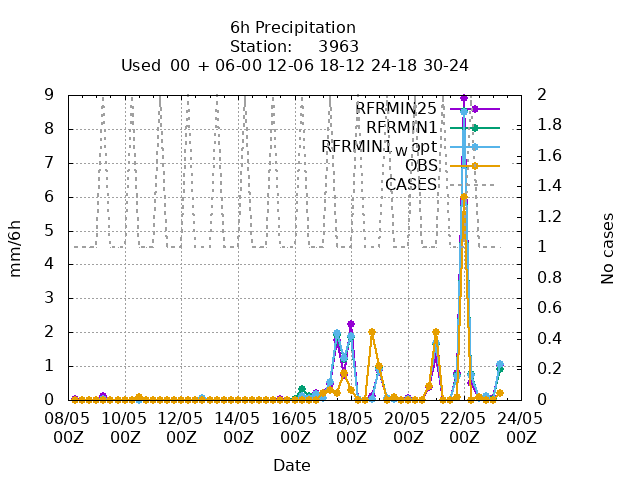 6h Precipitation
Station: 3963
Used 00 + 06-00 12-06 18-12 24-18 30-24
9
8
7
6
5
4
3
2
1
0
mm/6h
2
1.8
1.6
1.4
1.2
1
0.8
0.6
0.4
0.2
0
No cases
RFRMIN25
RFRMIN1
RFRMIN1_w opt
OBS
CASES
08/05 10/05 12/05 14/05 16/05 18/05 20/05 22/05 24/05
00Z 00Z 00Z 00Z 00Z 00Z 00Z 00Z 00Z
Date